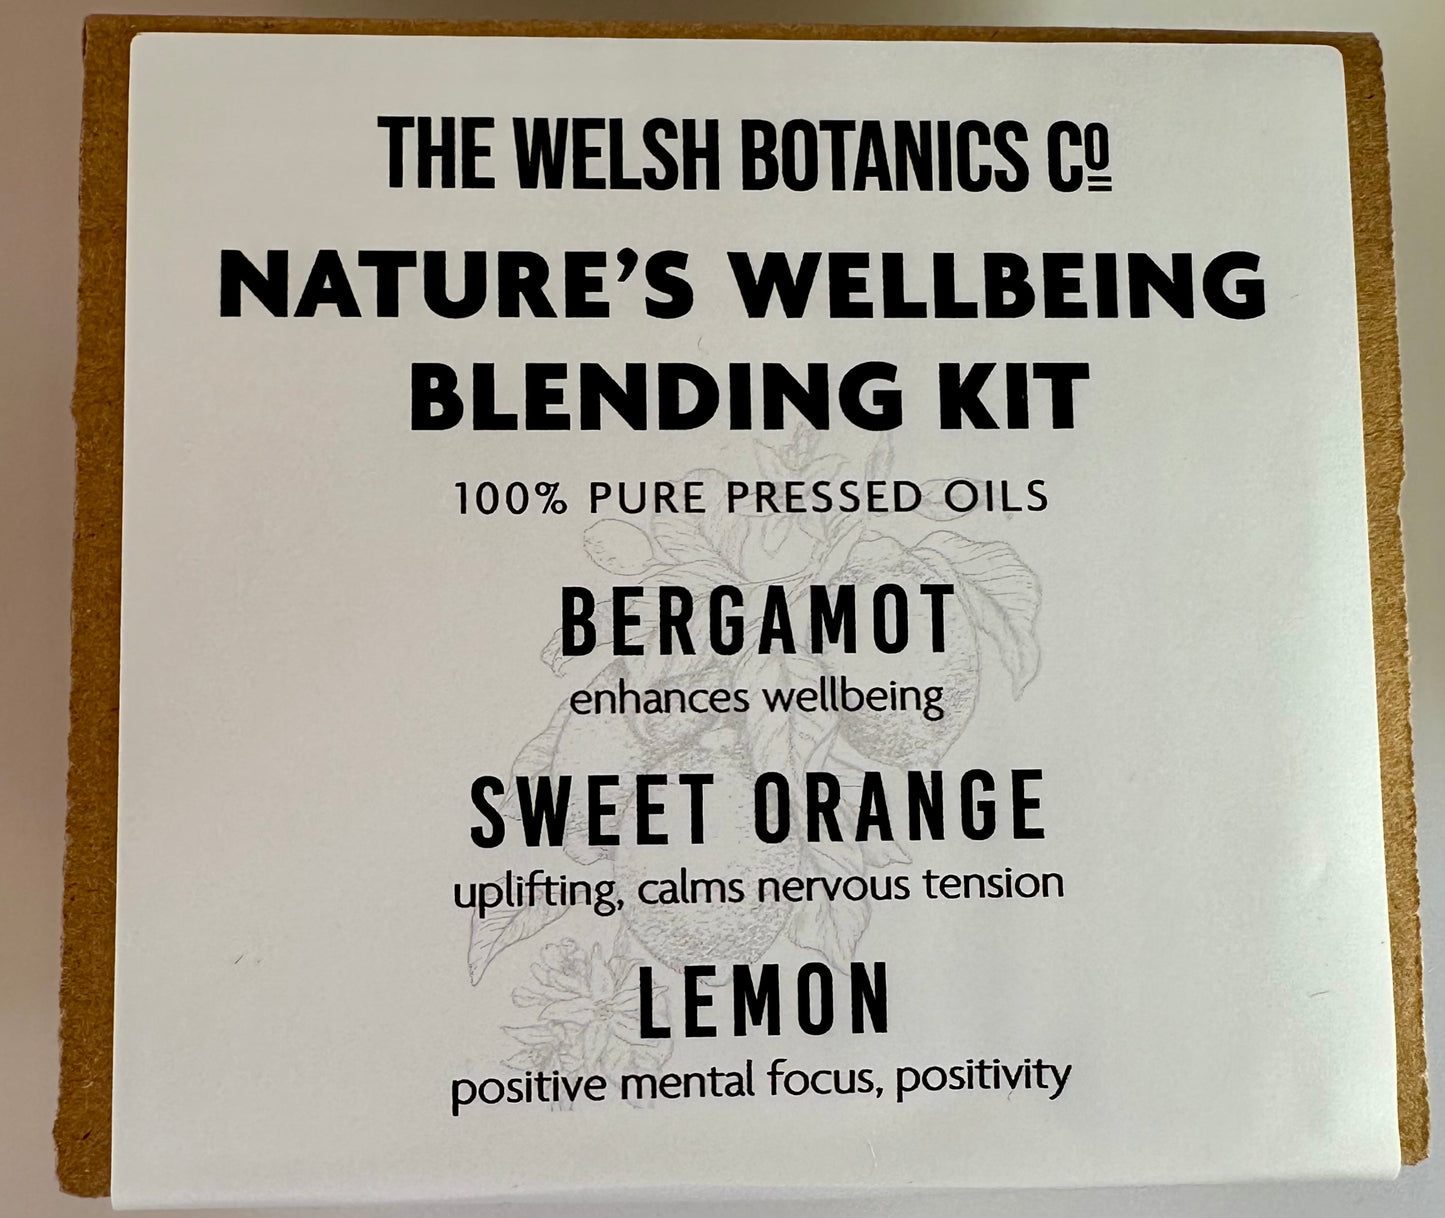 THE WELSH BOTANICS Cº
NATURE’S WELLBEING
BLENDING KIT
100% PURE PRESSED OILS
BERGAMOT
enhances wellbeing
SWEET ORANGE
uplifting, calms nervous tension
LEMON
positive mental focus, positivity